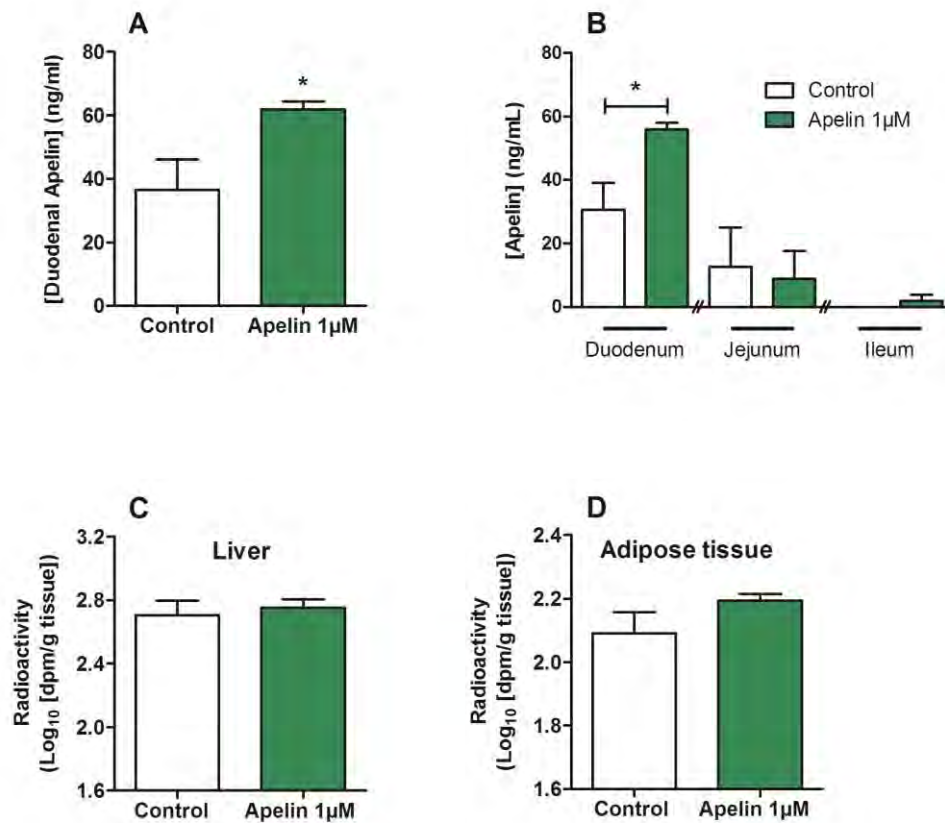 A
[Duodenal Apelin] (ng/ml)
80
60
40
20
0
*
Control
Apelin 1µM
B
[Apelin] (ng/mL)
80
60
40
20
0
*
Control
Apelin 1µM
Duodenum
Jejunum
Ileum
C
Liver
Radioactivity
(Log10 [dpm/g tissue])
3.2
2.8
2.4
2.0
1.6
Control
Apelin 1µM
D
Adipose tissue
Radioactivity
(Log10 [dpm/g tissue])
2.4
2.2
2.0
1.8
1.6
Control
Apelin 1µM